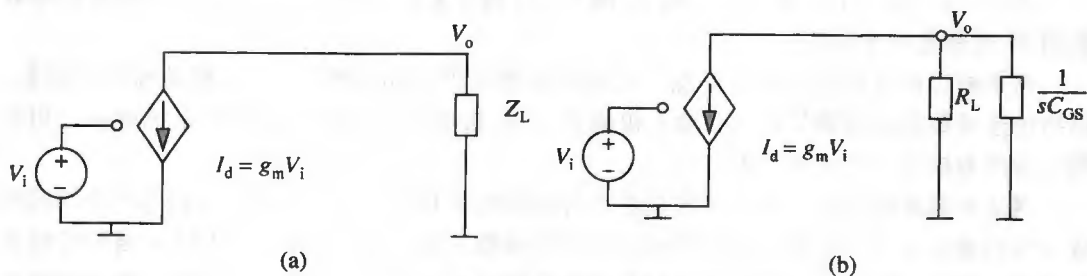 V_o
Z_L
V_i
+
−
I_d = g_m V_i
(a)
V_o
R_L
1/(sC_GS)
V_i
+
−
I_d = g_m V_i
(b)